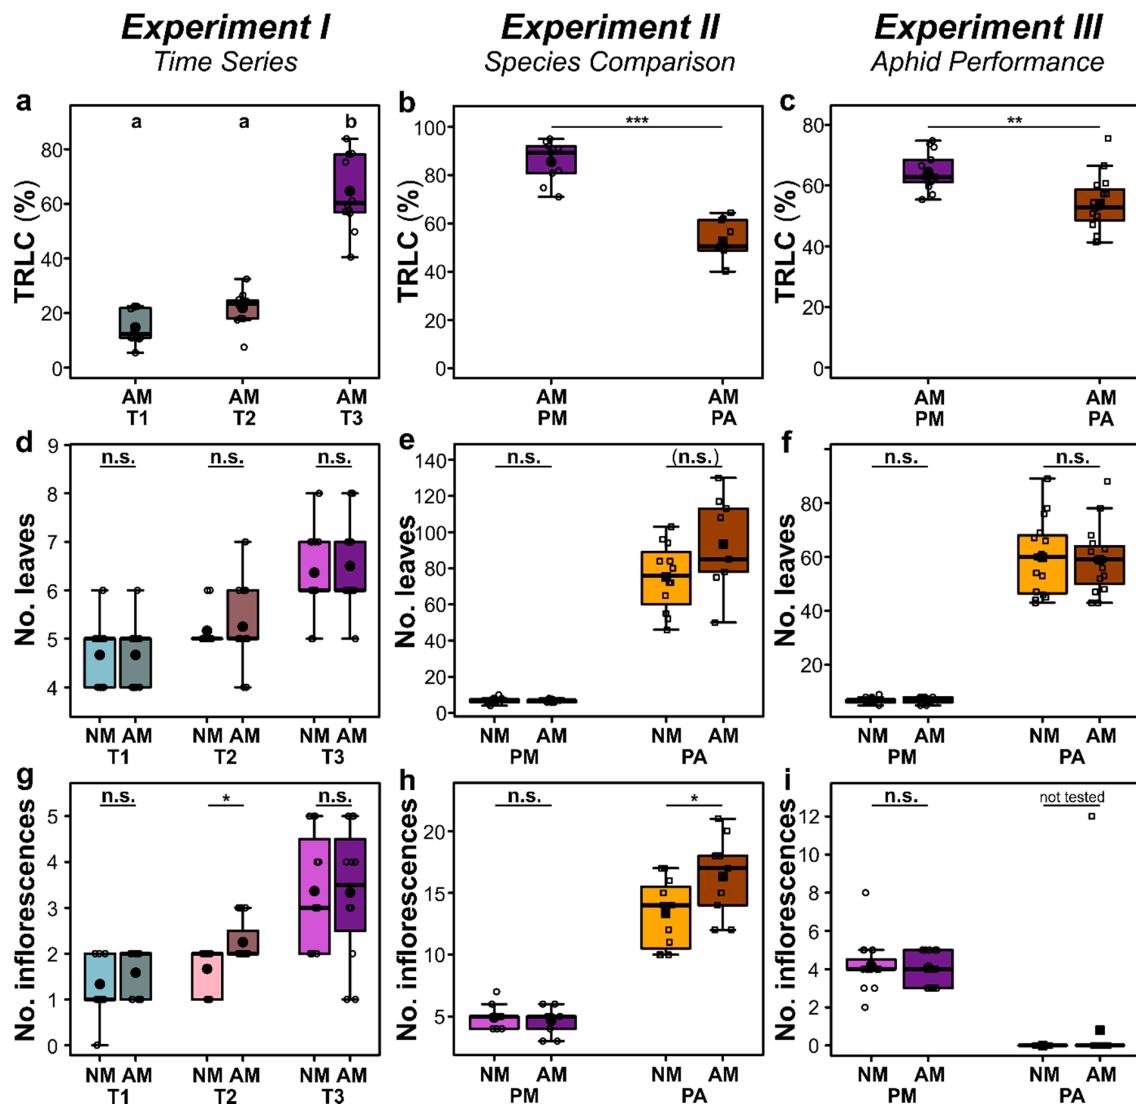 Experiment I Experiment II Experiment III
Time Series Species Comparison Aphid Performance
a b c
a a b
*** **
TRLC (%) TRLC (%) TRLC (%)
80 60 40 20 0
100 80 60 40 20 0
80 60 40 20 0
AM AM AM AM AM AM AM
T1 T2 T3 PM PA PM PA
d e f
n.s. n.s. n.s. n.s. (n.s.) n.s. n.s.
No. leaves No. leaves No. leaves
9 8 7 6 5 4
140 120 100 80 60 40 20 0
80 60 40 20
NM AM NM AM NM AM NM AM NM AM NM AM NM AM
T1 T2 T3 PM PA PM PA
g h i
n.s. * n.s. n.s. * n.s. not tested
No. inflorescences No. inflorescences No. inflorescences
5 4 3 2 1 0
20 15 10 5
12 10 8 6 4 2 0
NM AM NM AM NM AM NM AM NM AM NM AM NM AM
T1 T2 T3 PM PA PM PA